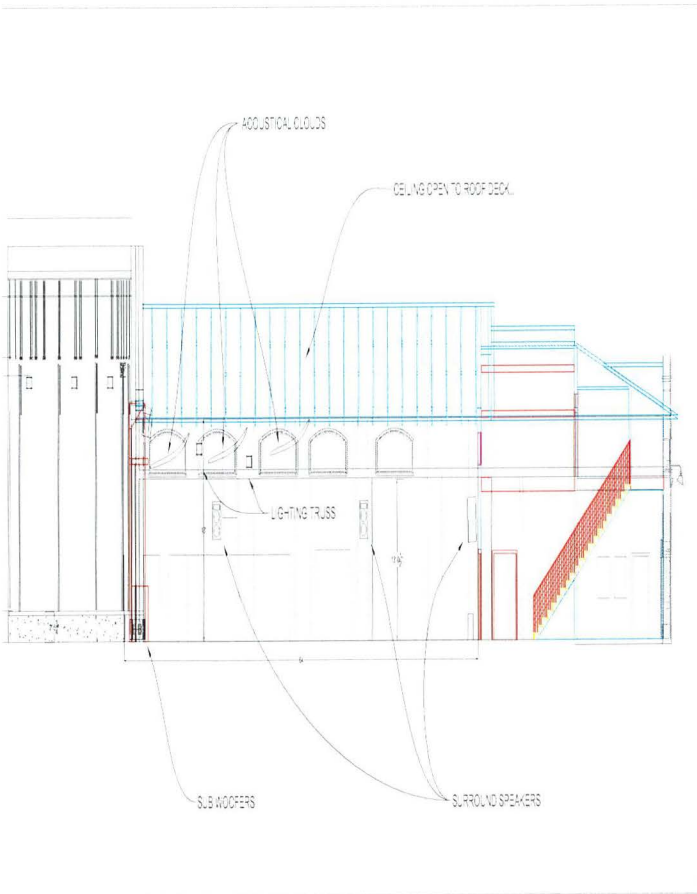 ACOUSTICAL CLOUDS
CEILING OPEN TO ROOF DECK.
LIGHTING TRUSS
SUB WOOFERS
SURROUND SPEAKERS